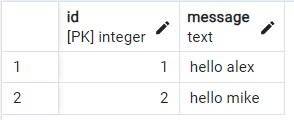 id message
[PK] integer text
1 1 hello alex
2 2 hello mike